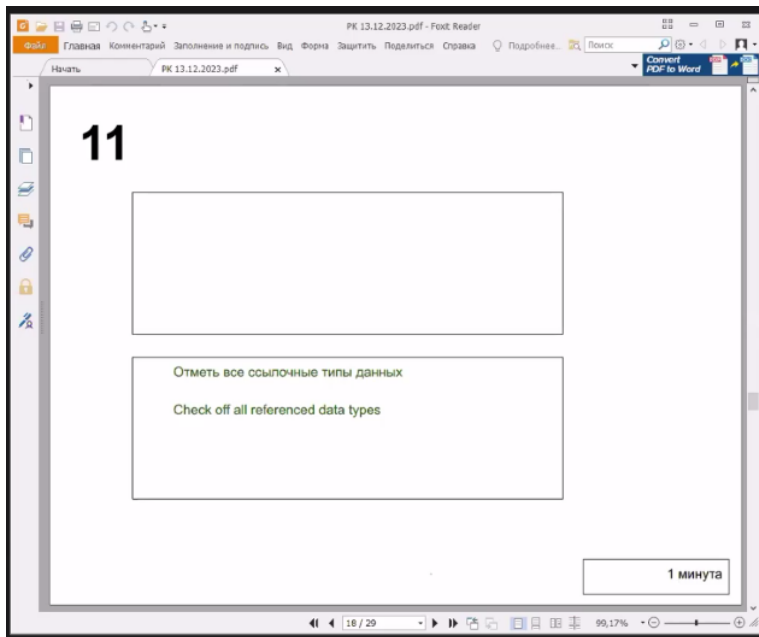 РК 13.12.2023.pdf - Foxit Reader
Файл Главная Комментарий Заполнение и подпись Вид Форма Защитить Поделиться Справка Подробнее... Поиск
Начать РК 13.12.2023.pdf
Convert
PDF to Word
11
Отметь все ссылочные типы данных
Check off all referenced data types
1 минута
18 / 29 99,17%